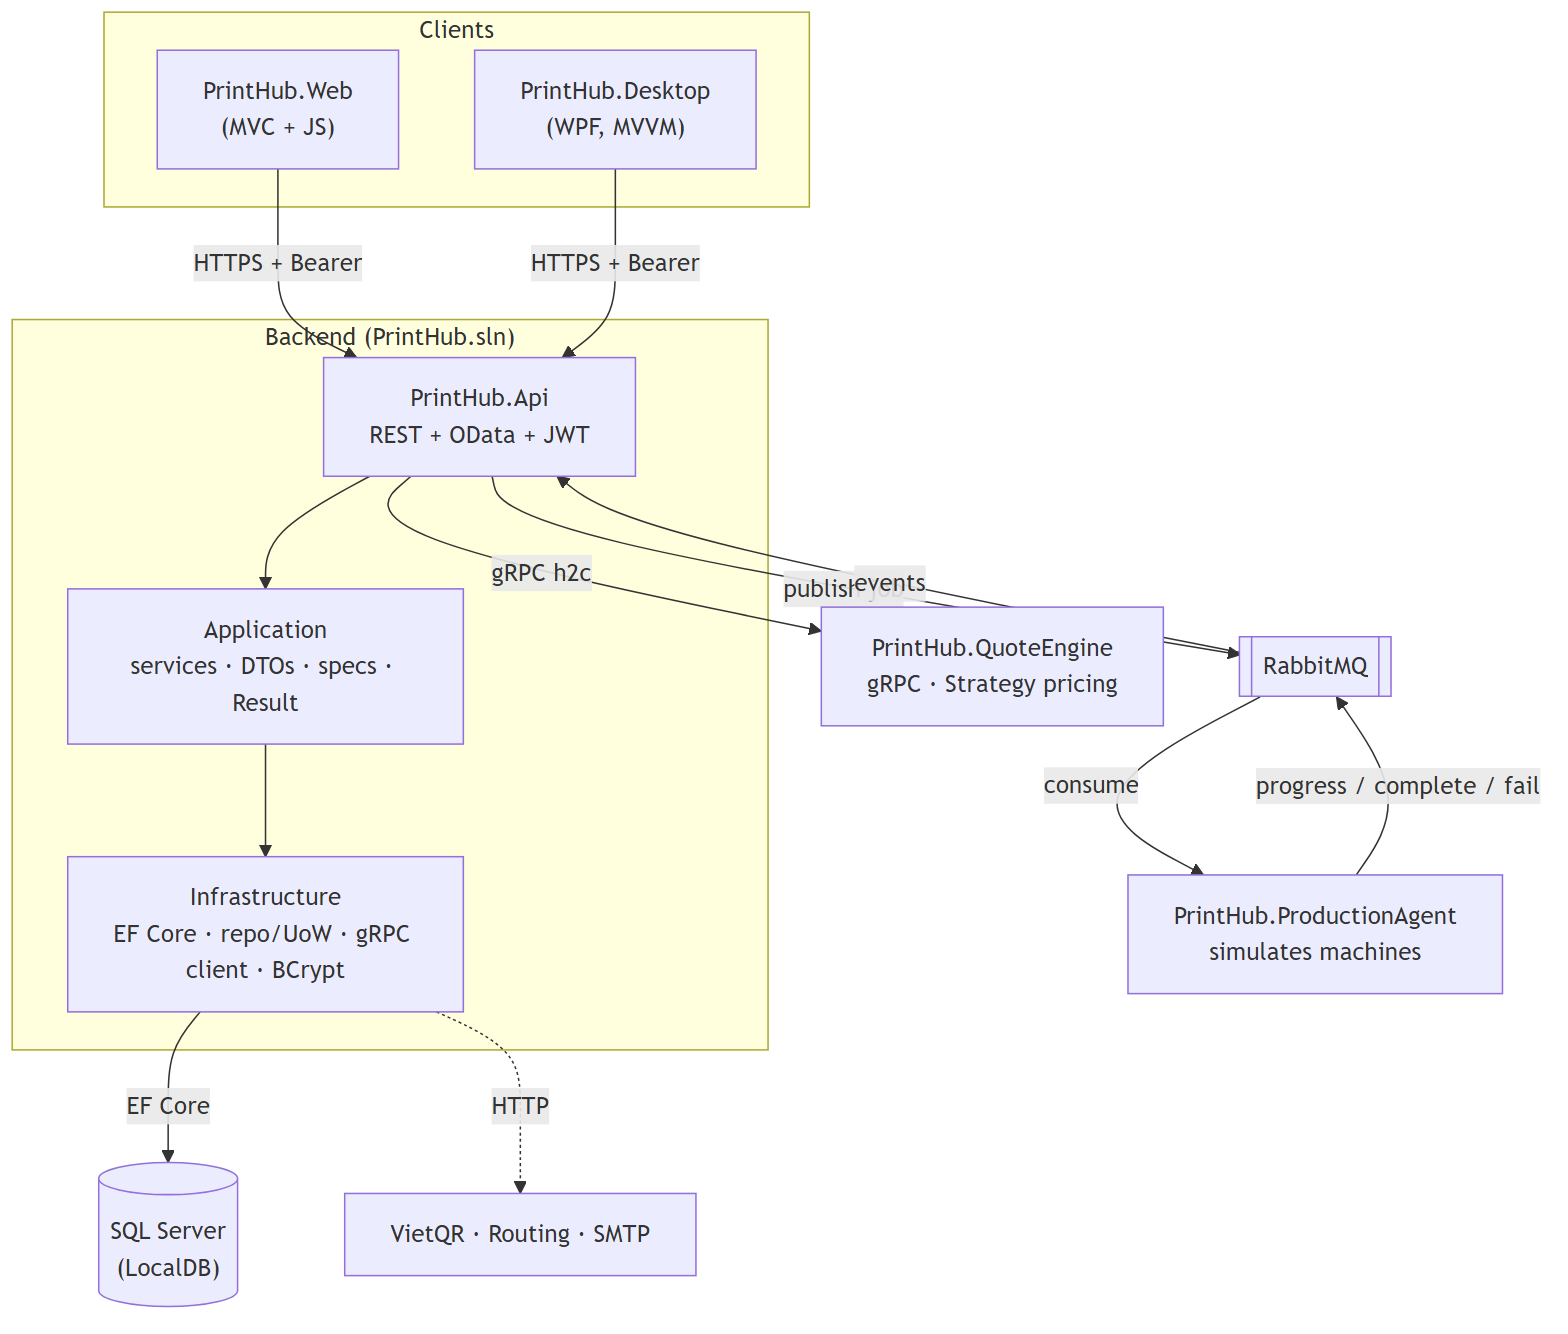 Clients
PrintHub.Web
(MVC + JS)
PrintHub.Desktop
(WPF, MVVM)
HTTPS + Bearer
HTTPS + Bearer
Backend (PrintHub.sln)
PrintHub.Api
REST + OData + JWT
gRPC h2c
publish job
events
Application
services · DTOs · specs ·
Result
PrintHub.QuoteEngine
gRPC · Strategy pricing
RabbitMQ
consume
progress / complete / fail
Infrastructure
EF Core · repo/UoW · gRPC
client · BCrypt
PrintHub.ProductionAgent
simulates machines
EF Core
HTTP
SQL Server
(LocalDB)
VietQR · Routing · SMTP